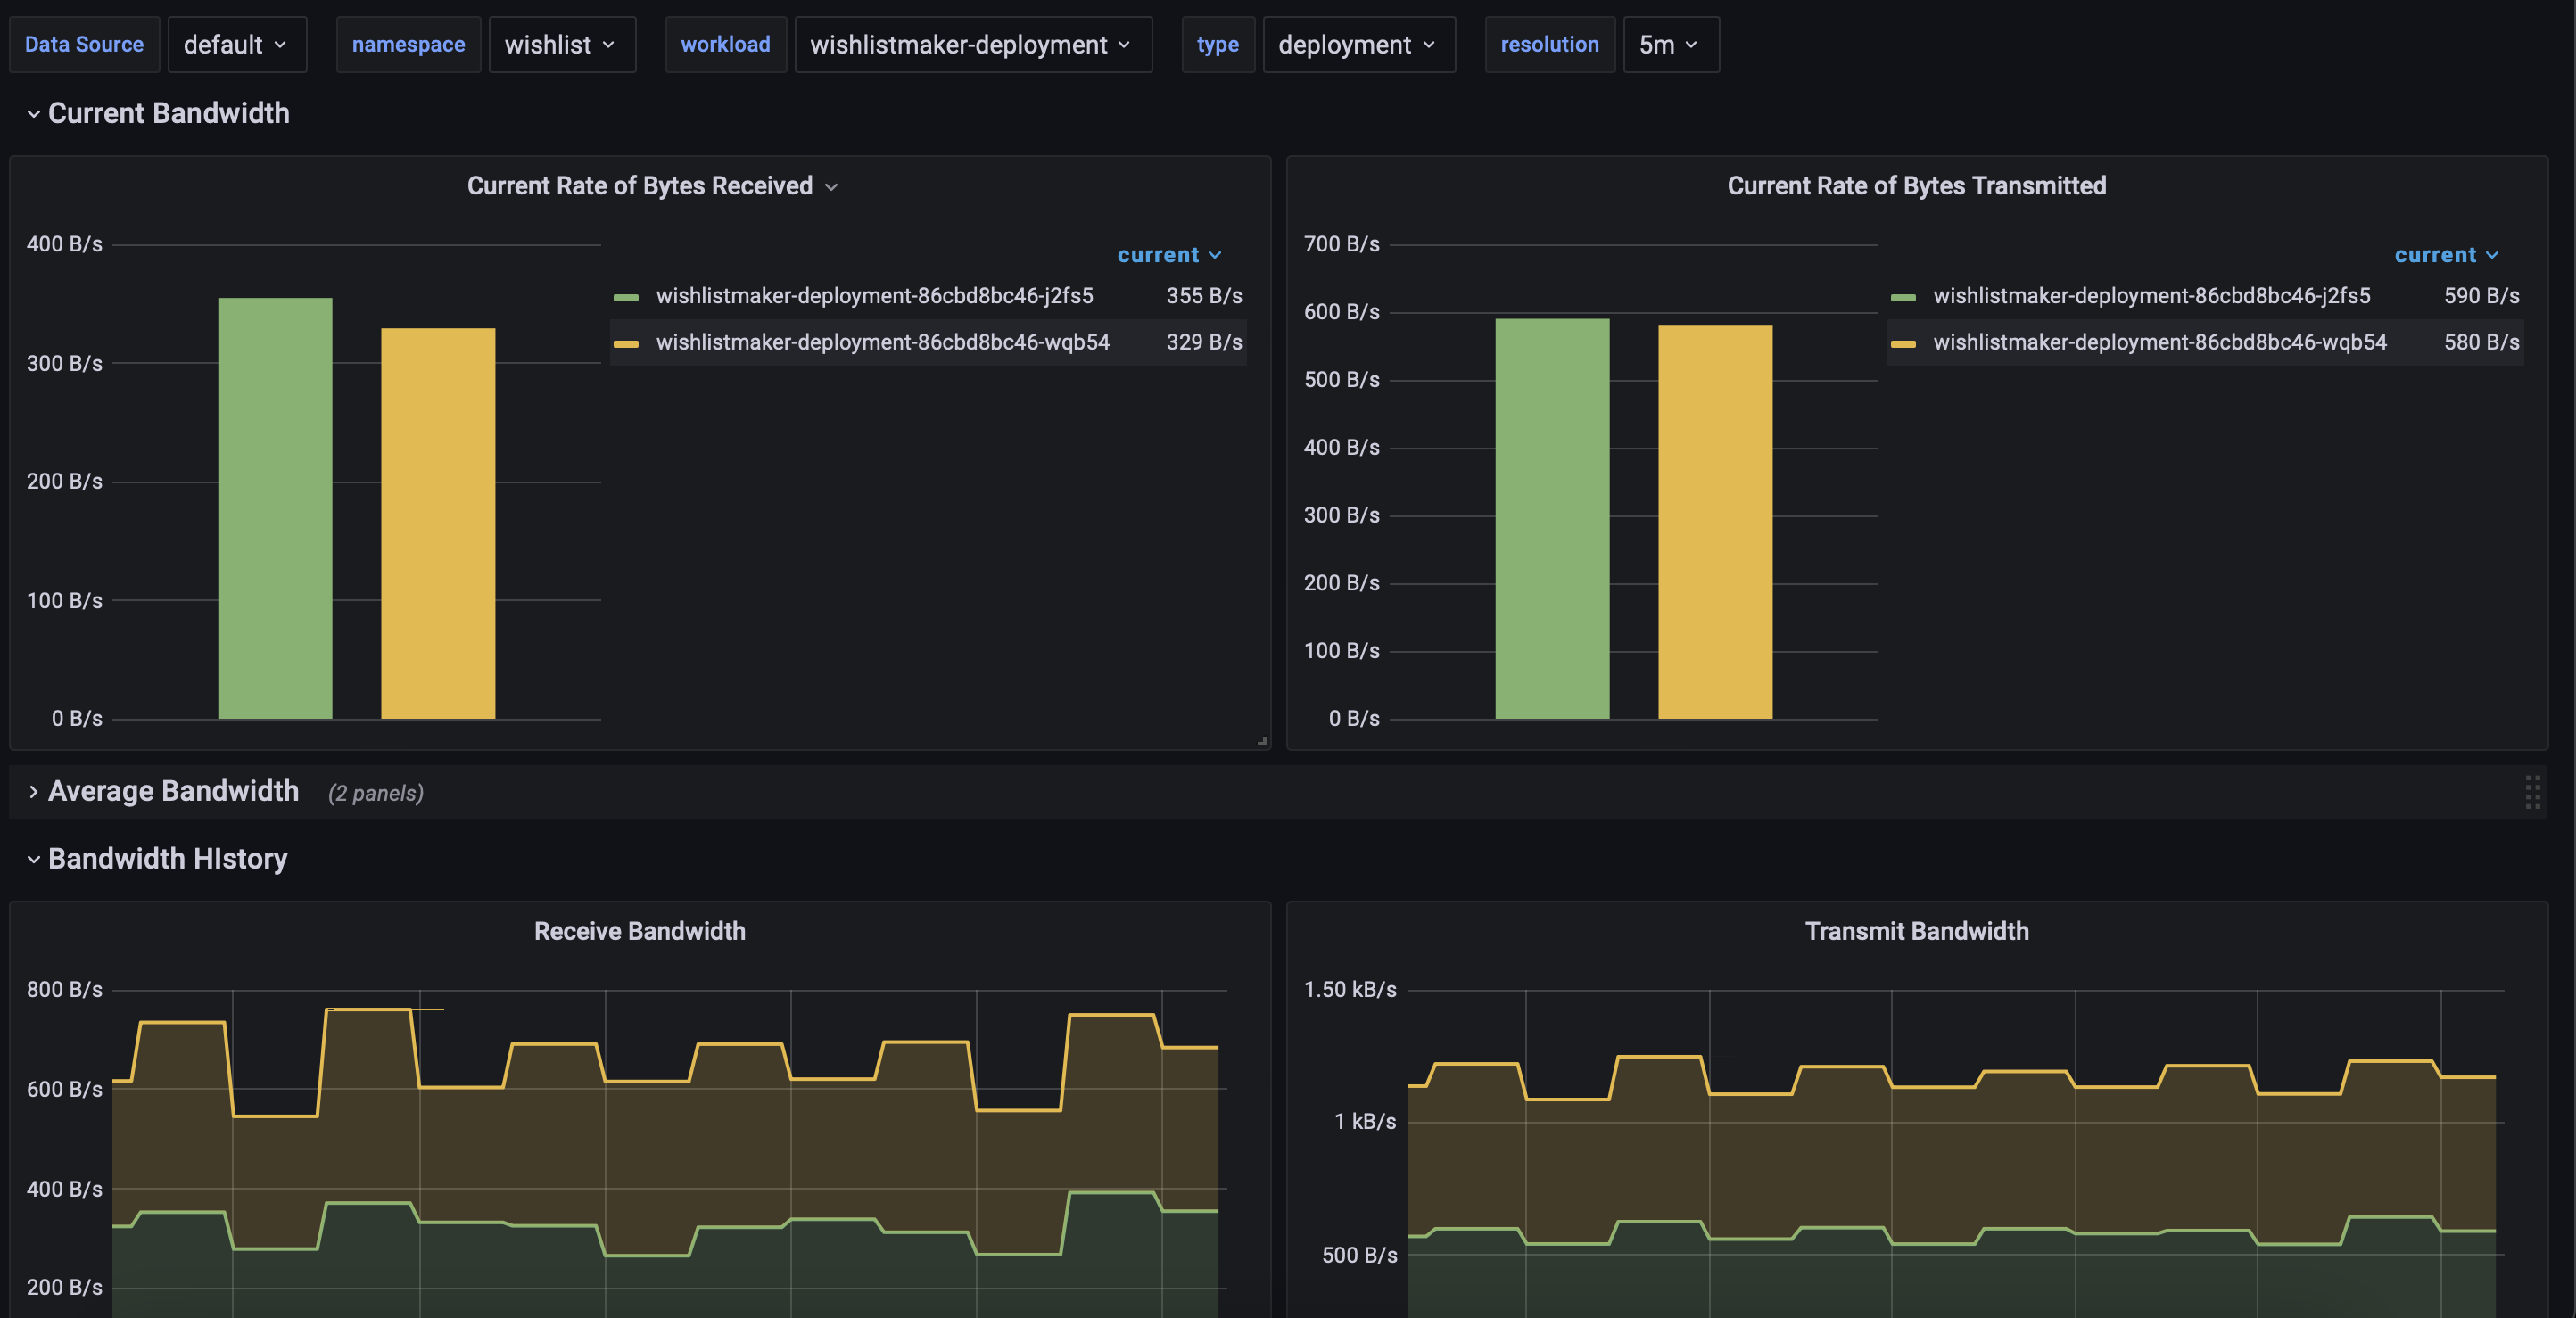 Data Source default namespace wishlist workload wishlistmaker-deployment type deployment resolution 5m
Current Bandwidth
Current Rate of Bytes Received
400 B/s
300 B/s
200 B/s
100 B/s
0 B/s
current
wishlistmaker-deployment-86cbd8bc46-j2fs5 355 B/s
wishlistmaker-deployment-86cbd8bc46-wqb54 329 B/s
Current Rate of Bytes Transmitted
700 B/s
600 B/s
500 B/s
400 B/s
300 B/s
200 B/s
100 B/s
0 B/s
current
wishlistmaker-deployment-86cbd8bc46-j2fs5 590 B/s
wishlistmaker-deployment-86cbd8bc46-wqb54 580 B/s
Average Bandwidth (2 panels)
Bandwidth HIstory
Receive Bandwidth
800 B/s
600 B/s
400 B/s
200 B/s
Transmit Bandwidth
1.50 kB/s
1 kB/s
500 B/s